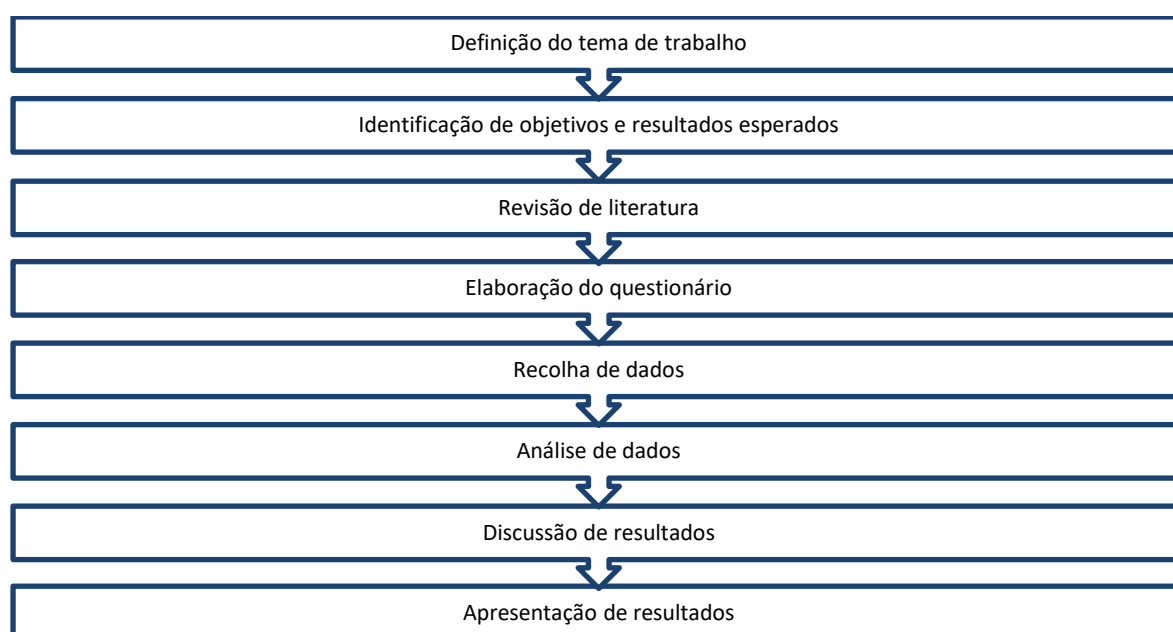 Definição do tema de trabalho
Identificação de objetivos e resultados esperados
Revisão de literatura
Elaboração do questionário
Recolha de dados
Análise de dados
Discussão de resultados
Apresentação de resultados